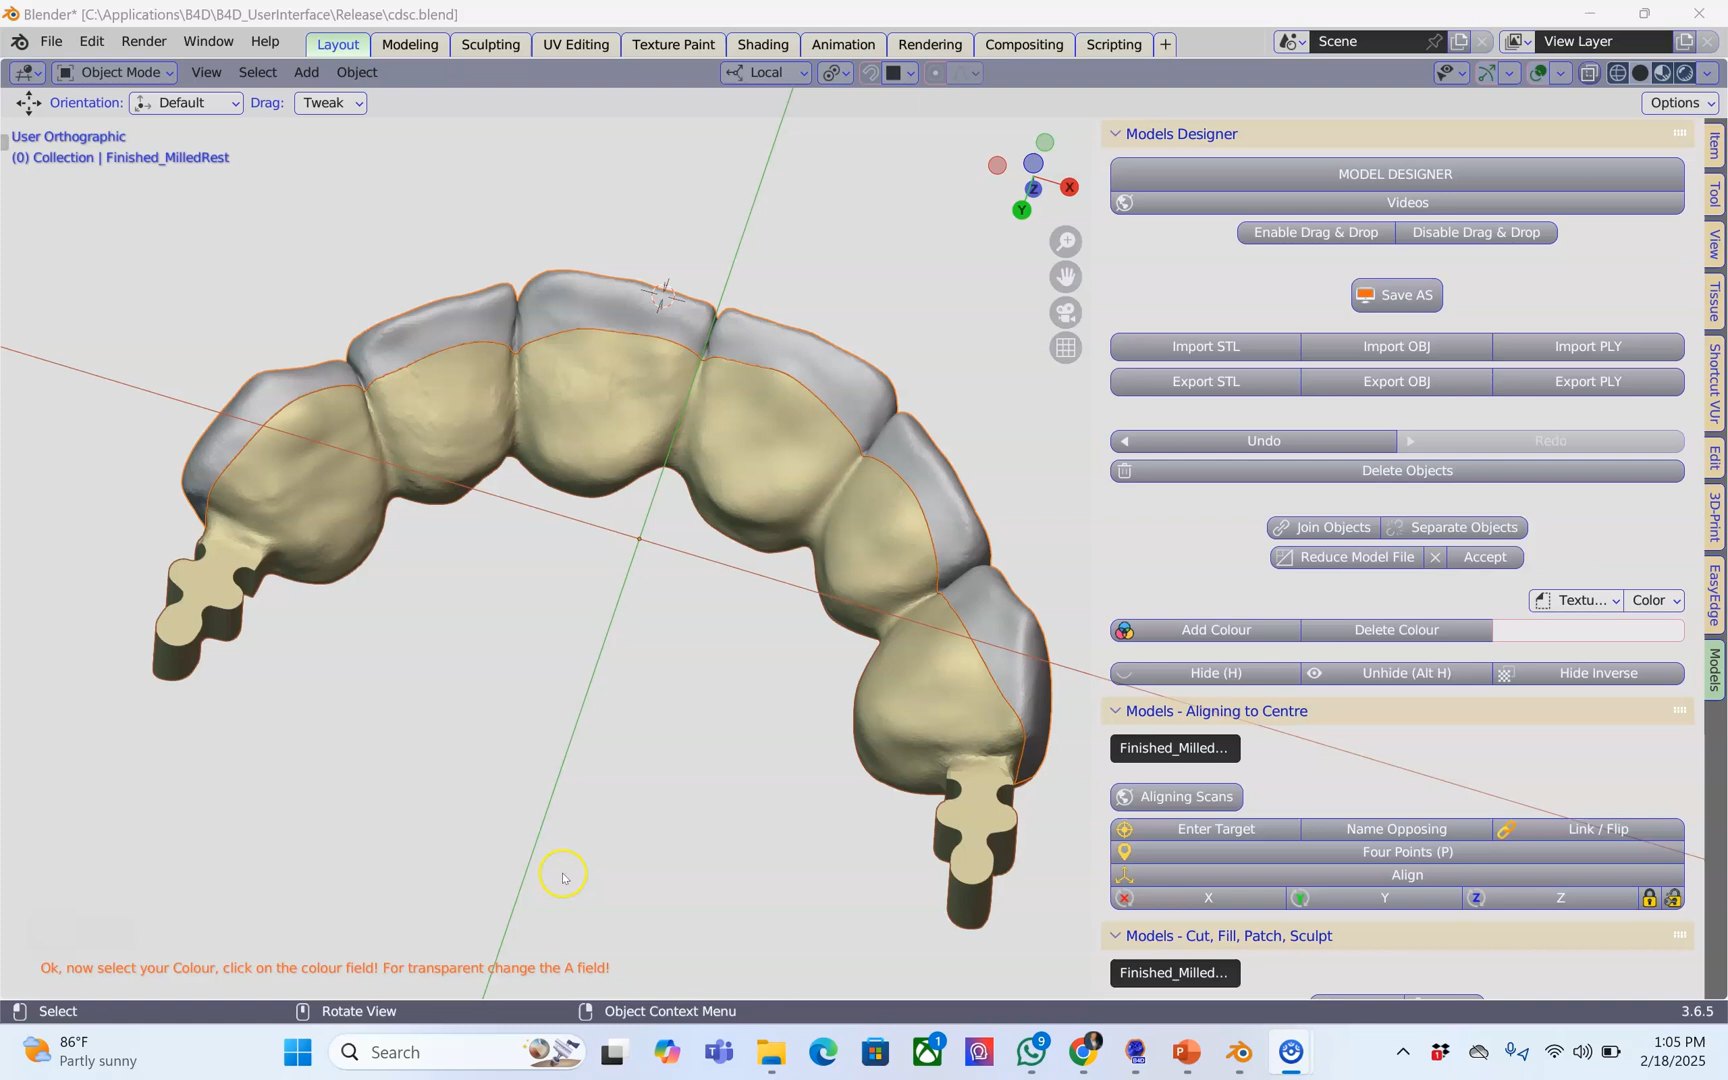 Blender* [C:\Applications\B4D\B4D_UserInterface\Release\cdsc.blend]
File Edit Render Window Help Layout Modeling Sculpting UV Editing Texture Paint Shading Animation Rendering Compositing Scripting + Scene View Layer
Object Mode View Select Add Object Local
Orientation: Default Drag: Tweak Options
User Orthographic
(0) Collection | Finished_MilledRest
X
Y
Z
Models Designer
MODEL DESIGNER
Videos
Enable Drag & Drop Disable Drag & Drop
Save AS
Import STL Import OBJ Import PLY
Export STL Export OBJ Export PLY
Undo Redo
Delete Objects
Join Objects Separate Objects
Reduce Model File Accept
Textu... Color
Add Colour Delete Colour
Hide (H) Unhide (Alt H) Hide Inverse
Models - Aligning to Centre
Finished_Milled...
Aligning Scans
Enter Target Name Opposing Link / Flip
Four Points (P)
Align
X Y Z Z
Models - Cut, Fill, Patch, Sculpt
Finished_Milled...
Item
Tool
View
Tissue
Shortcut VUr
Edit
3D-Print
EasyEdge
Models
Ok, now select your Colour, click on the colour field! For transparent change the A field!
Select Rotate View Object Context Menu 3.6.5
86°F
Partly sunny
Search
1
9
B4D
1
1:05 PM
2/18/2025